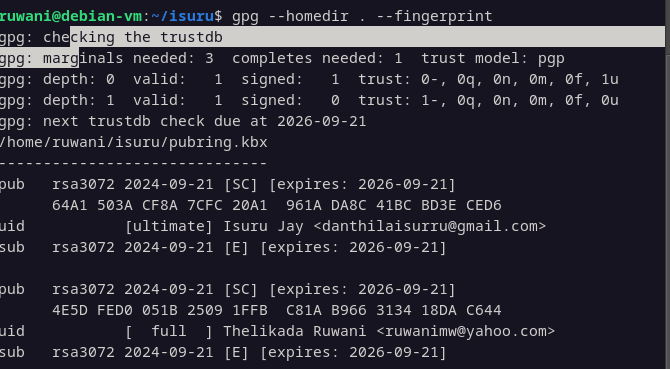 ruwani@debian-vm:~/isuru$ gpg --homedir . --fingerprint
gpg: checking the trustdb
gpg: marginals needed: 3  completes needed: 1  trust model: pgp
gpg: depth: 0  valid:   1  signed:   1  trust: 0-, 0q, 0n, 0m, 0f, 1u
gpg: depth: 1  valid:   1  signed:   0  trust: 1-, 0q, 0n, 0m, 0f, 0u
gpg: next trustdb check due at 2026-09-21
/home/ruwani/isuru/pubring.kbx
------------------------------
pub   rsa3072 2024-09-21 [SC] [expires: 2026-09-21]
      64A1 503A CF8A 7CFC 20A1  961A DA8C 41BC BD3E CED6
uid           [ultimate] Isuru Jay <danthilaisurru@gmail.com>
sub   rsa3072 2024-09-21 [E] [expires: 2026-09-21]

pub   rsa3072 2024-09-21 [SC] [expires: 2026-09-21]
      4E5D FED0 051B 2509 1FFB  C81A B966 3134 18DA C644
uid           [  full  ] Thelikada Ruwani <ruwanimw@yahoo.com>
sub   rsa3072 2024-09-21 [E] [expires: 2026-09-21]